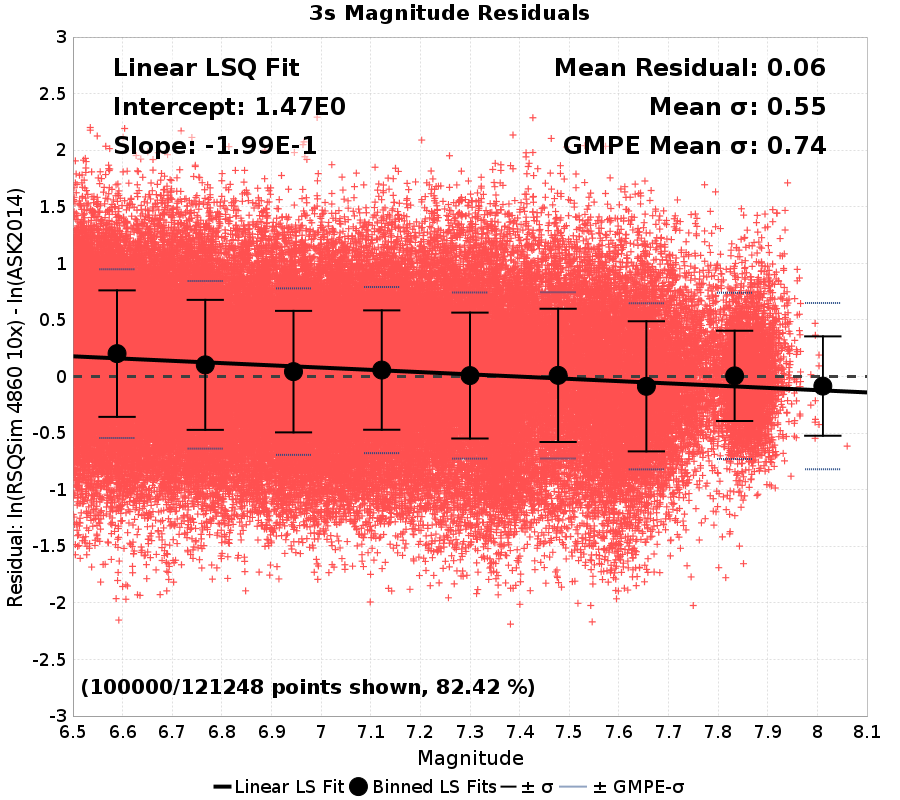 3s Magnitude Residuals
Linear LSQ Fit
Intercept: 1.47E0
Slope: -1.99E-1
Mean Residual: 0.06
Mean σ: 0.55
GMPE Mean σ: 0.74
Residual: ln(RSQSim 4860 10x) - ln(ASK2014)
3
2.5
2
1.5
1
0.5
0
-0.5
-1
-1.5
-2
-2.5
-3
(100000/121248 points shown, 82.42 %)
6.5 6.6 6.7 6.8 6.9 7 7.1 7.2 7.3 7.4 7.5 7.6 7.7 7.8 7.9 8 8.1
Magnitude
Linear LS Fit Binned LS Fits ± σ ± GMPE-σ